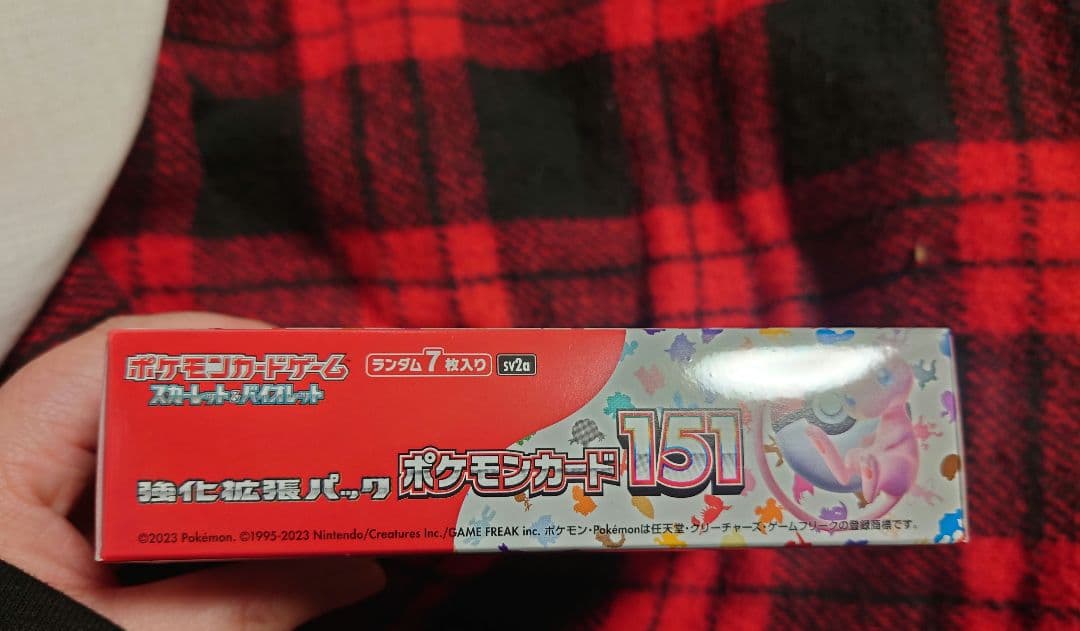 ポケモンカードゲーム
スカーレット&バイオレット
ランダム7枚入り
sv2a
強化拡張パック
ポケモンカード151
©2023 Pokémon. ©1995-2023 Nintendo/Creatures Inc./GAME FREAK inc. ポケモン・Pokémonは任天堂・クリーチャーズ・ゲームフリークの登録商標です。